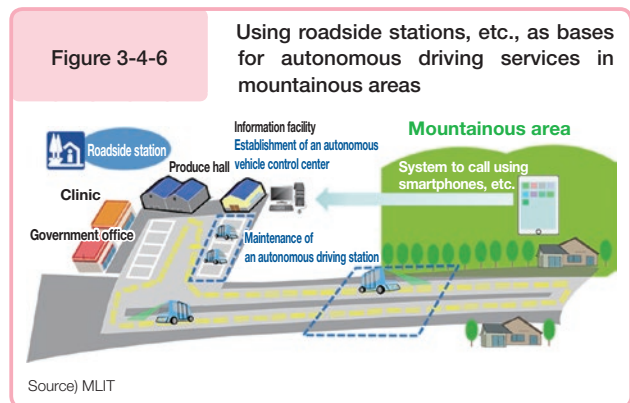 Figure 3-4-6
Using roadside stations, etc., as bases
for autonomous driving services in
mountainous areas
Roadside station
Information facility
Establishment of an autonomous
vehicle control center
Mountainous area
Produce hall
System to call using
smartphones, etc.
Clinic
Government office
Maintenance of
an autonomous driving station
Source) MLIT